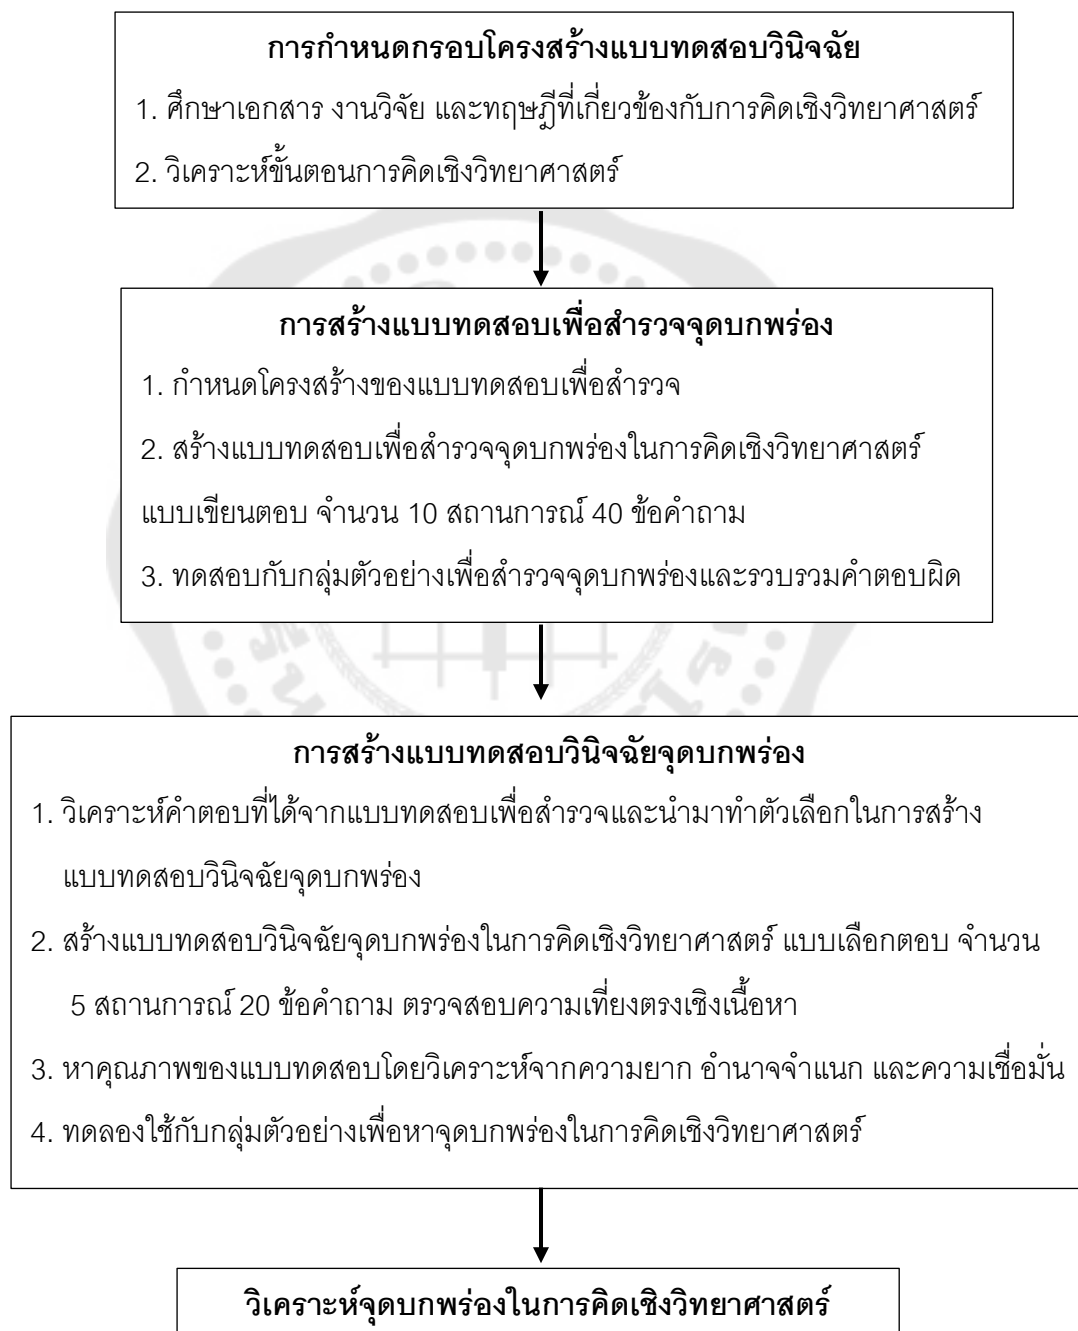 การกำหนดกรอบโครงสร้างแบบทดสอบวินิจฉัย
1. ศึกษาเอกสาร งานวิจัย และทฤษฎีที่เกี่ยวข้องกับการคิดเชิงวิทยาศาสตร์
2. วิเคราะห์ขั้นตอนการคิดเชิงวิทยาศาสตร์
การสร้างแบบทดสอบเพื่อสำรวจจุดบกพร่อง
1. กำหนดโครงสร้างของแบบทดสอบเพื่อสำรวจ
2. สร้างแบบทดสอบเพื่อสำรวจจุดบกพร่องในการคิดเชิงวิทยาศาสตร์
แบบเขียนตอบ จำนวน 10 สถานการณ์ 40 ข้อคำถาม
3. ทดสอบกับกลุ่มตัวอย่างเพื่อสำรวจจุดบกพร่องและรวบรวมคำตอบผิด
การสร้างแบบทดสอบวินิจฉัยจุดบกพร่อง
1. วิเคราะห์คำตอบที่ได้จากแบบทดสอบเพื่อสำรวจและนำมาทำตัวเลือกในการสร้าง
แบบทดสอบวินิจฉัยจุดบกพร่อง
2. สร้างแบบทดสอบวินิจฉัยจุดบกพร่องในการคิดเชิงวิทยาศาสตร์ แบบเลือกตอบ จำนวน
5 สถานการณ์ 20 ข้อคำถาม ตรวจสอบความเที่ยงตรงเชิงเนื้อหา
3. หาคุณภาพของแบบทดสอบโดยวิเคราะห์จากความยาก อำนาจจำแนก และความเชื่อมั่น
4. ทดลองใช้กับกลุ่มตัวอย่างเพื่อหาจุดบกพร่องในการคิดเชิงวิทยาศาสตร์
วิเคราะห์จุดบกพร่องในการคิดเชิงวิทยาศาสตร์